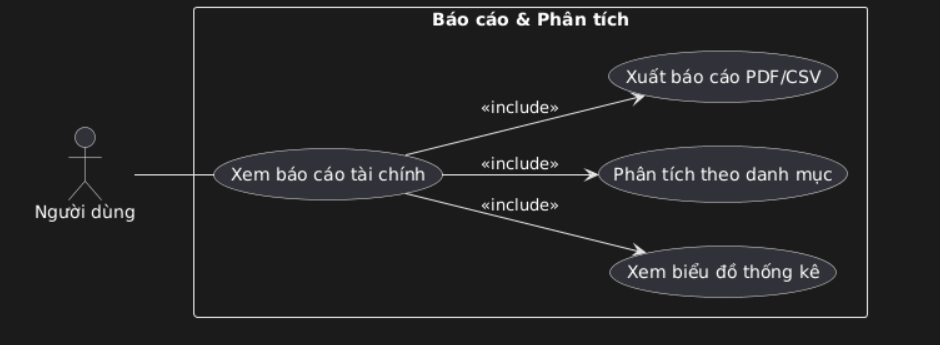 Báo cáo & Phân tích
Xuất báo cáo PDF/CSV
«include»
Người dùng
Xem báo cáo tài chính
«include»
Phân tích theo danh mục
«include»
Xem biểu đồ thống kê